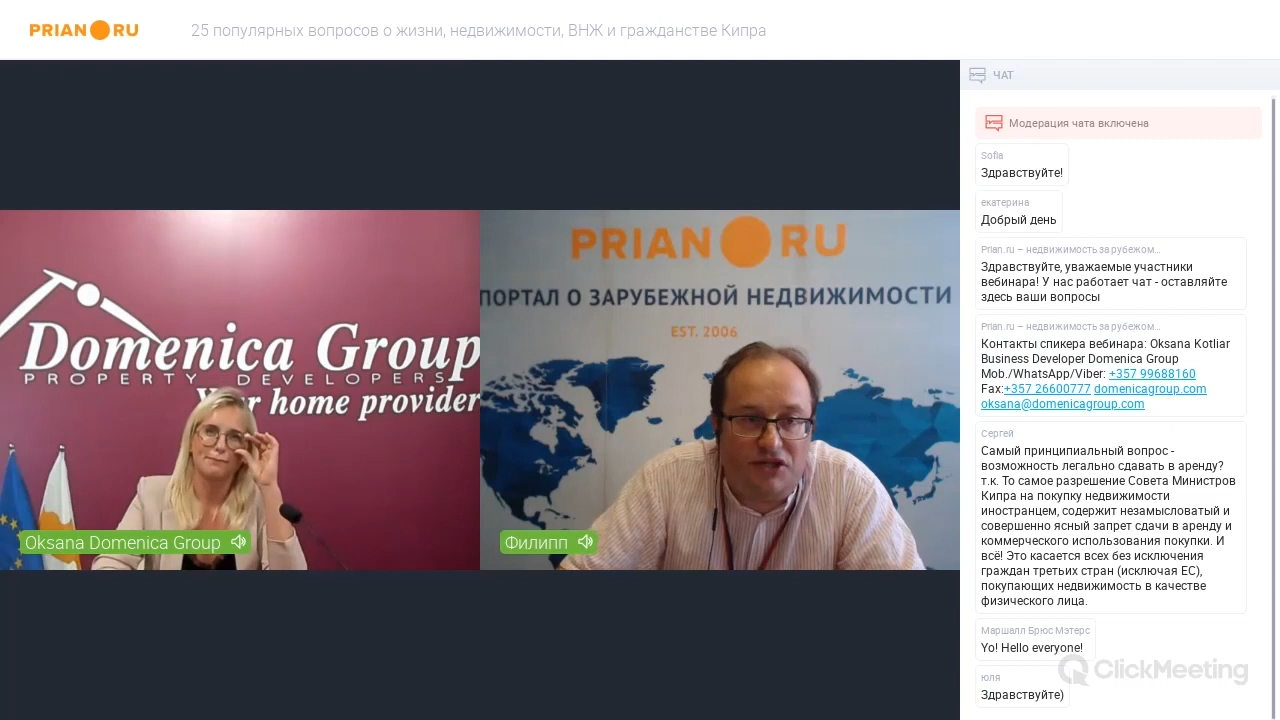 PRIAN RU
25 популярных вопросов о жизни, недвижимости, ВНЖ и гражданстве Кипра
Domenica Group
PROPERTY DEVELOPERS
Your home provider
Oksana Domenica Group
PRIAN RU
ПОРТАЛ О ЗАРУБЕЖНОЙ НЕДВИЖИМОСТИ
EST. 2006
Филипп
ЧАТ
Модерация чата включена
Sofia
Здравствуйте!
екатерина
Добрый день
Prian.ru – недвижимость за рубежом...
Здравствуйте, уважаемые участники
вебинара! У нас работает чат - оставляйте
здесь ваши вопросы
Prian.ru – недвижимость за рубежом...
Контакты спикера вебинара: Oksana Kotliar
Business Developer Domenica Group
Mob./WhatsApp/Viber: +357 99688160
Fax:+357 26600777 domenicagroup.com
oksana@domenicagroup.com
Сергей
Самый принципиальный вопрос -
возможность легально сдавать в аренду?
т.к. То самое разрешение Совета Министров
Кипра на покупку недвижимости
иностранцем, содержит незамысловатый и
совершенно ясный запрет сдачи в аренду и
коммерческого использования покупки. И
всё! Это касается всех без исключения
граждан третьих стран (исключая ЕС),
покупающих недвижимость в качестве
физического лица.
Маршалл Брюс Мэтерс
Yo! Hello everyone!
ClickMeeting
юля
Здравствуйте)